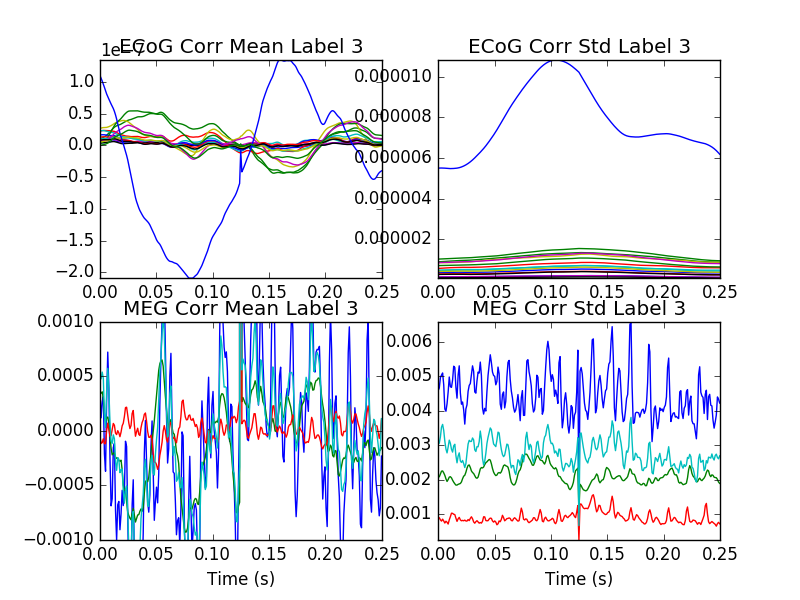 ECoG Corr Mean Label 3
ECoG Corr Std Label 3
1e−7
1.0
0.5
0.0
−0.5
−1.0
−1.5
−2.0
0.00 0.05 0.10 0.15 0.20 0.25
0.000010
0.000008
0.000006
0.000004
0.000002
0.00 0.05 0.10 0.15 0.20 0.25
MEG Corr Mean Label 3
MEG Corr Std Label 3
0.0010
0.0005
0.0000
−0.0005
−0.0010
0.00 0.05 0.10 0.15 0.20 0.25
Time (s)
0.006
0.005
0.004
0.003
0.002
0.001
0.00 0.05 0.10 0.15 0.20 0.25
Time (s)